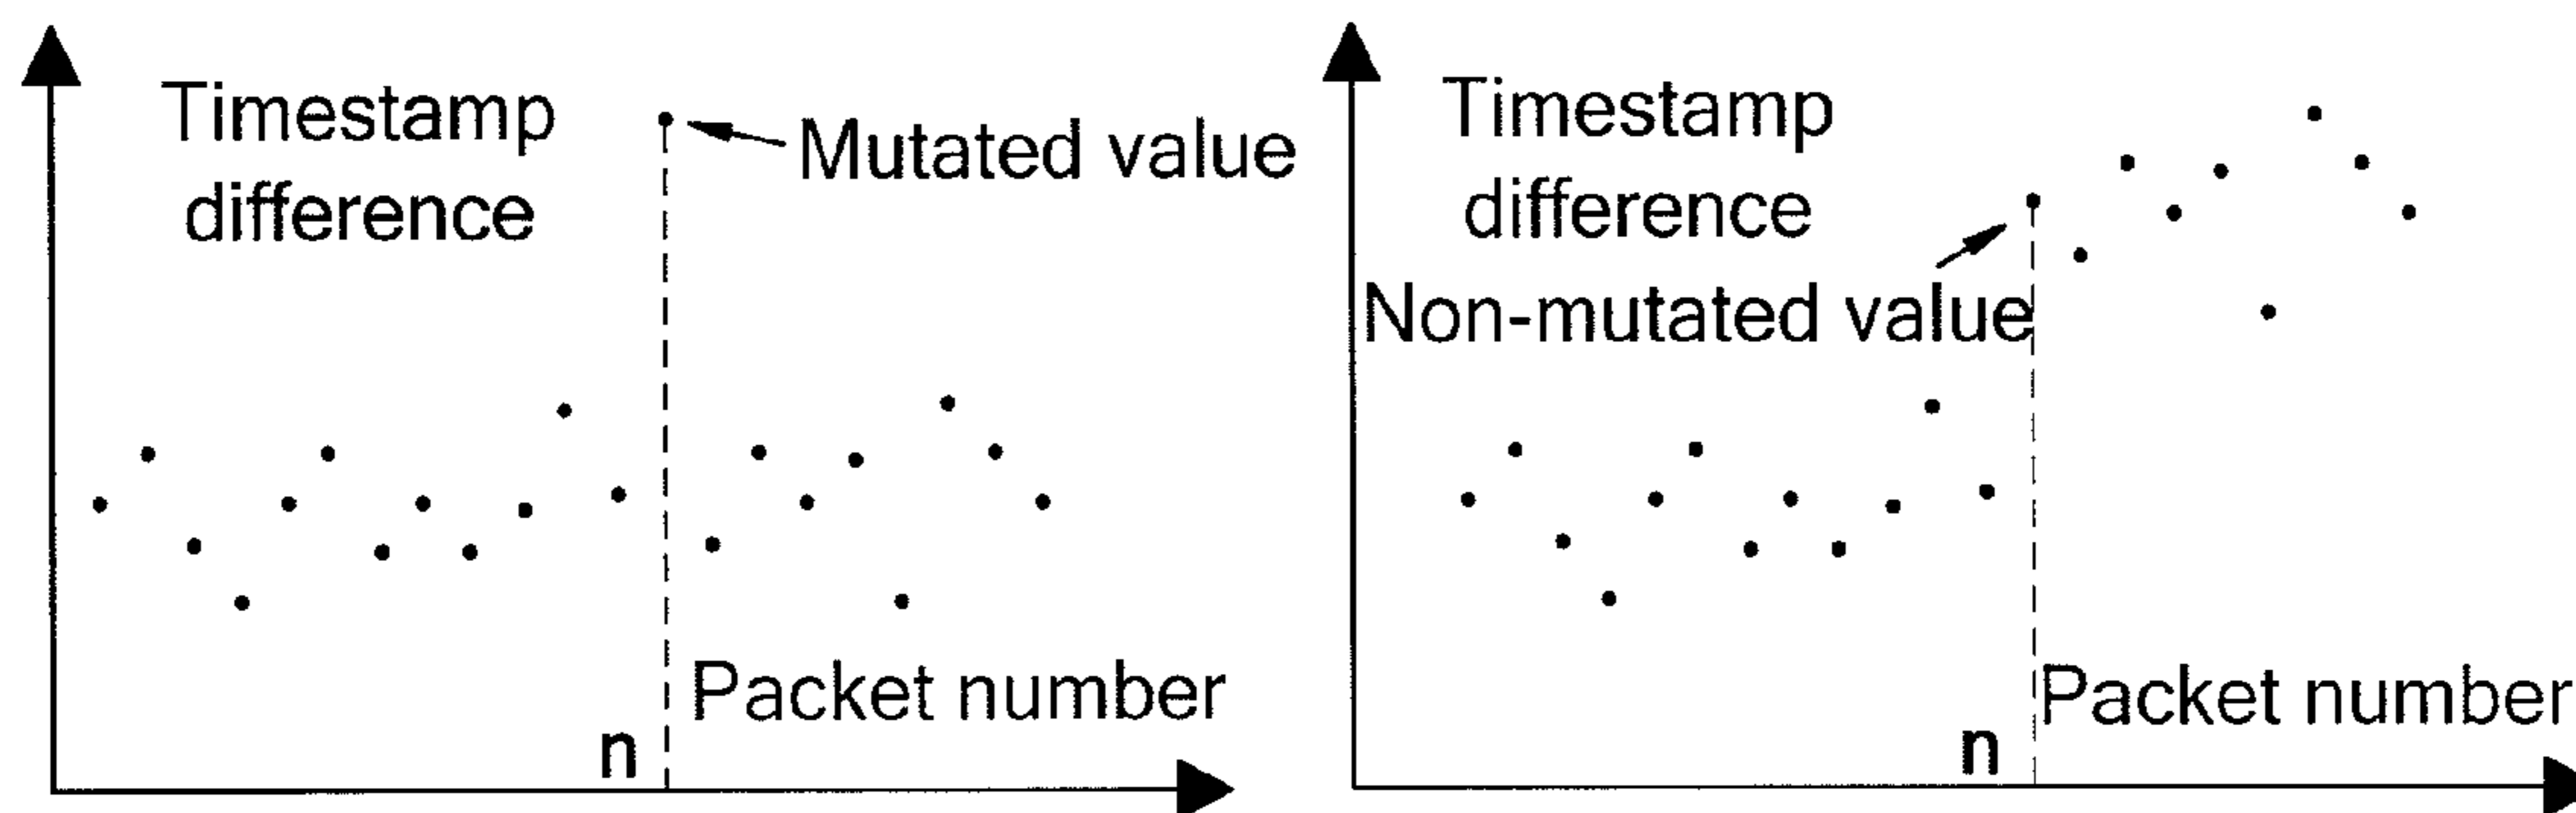 Timestamp
difference
Mutated value
Packet number
n
Timestamp
difference
Non-mutated value
Packet number
n